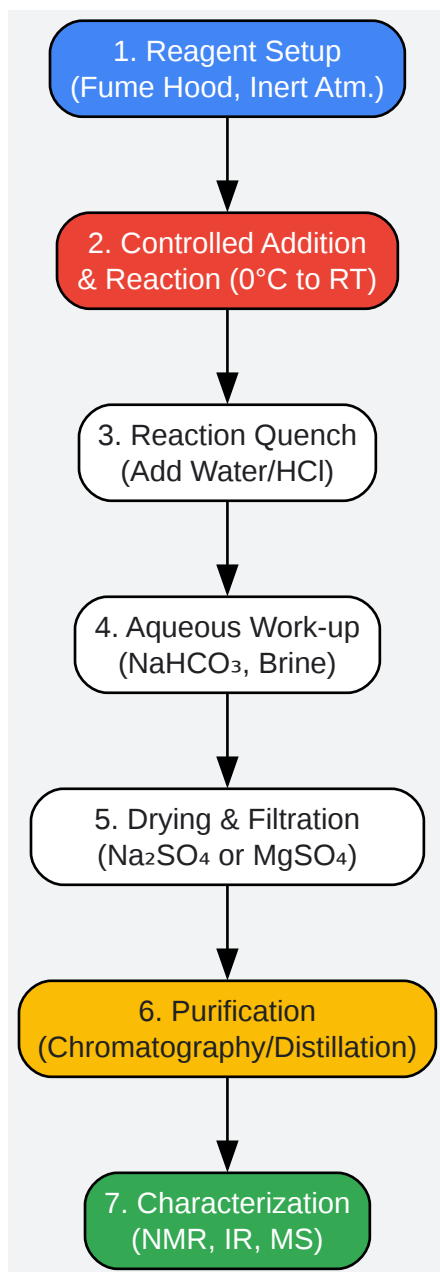 1. Reagent Setup
(Fume Hood, Inert Atm.)
2. Controlled Addition
& Reaction (0°C to RT)
3. Reaction Quench
(Add Water/HCl)
4. Aqueous Work-up
(NaHCO₃, Brine)
5. Drying & Filtration
(Na₂SO₄ or MgSO₄)
6. Purification
(Chromatography/Distillation)
7. Characterization
(NMR, IR, MS)